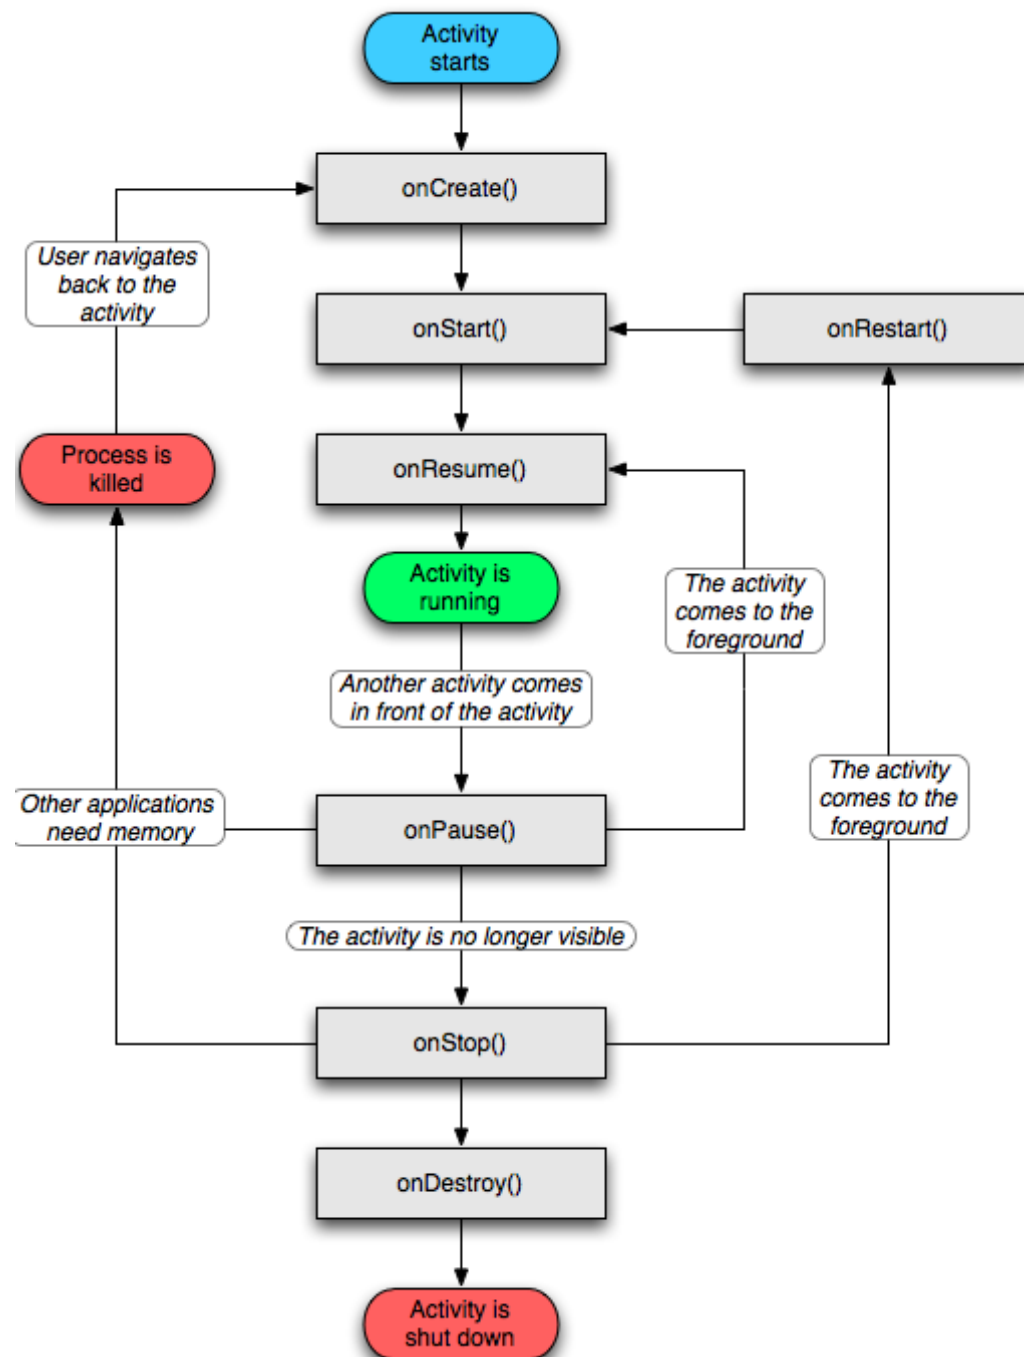 Activity
starts
onCreate()
User navigates
back to the
activity
onStart()
onRestart()
Process is
killed
onResume()
Activity is
running
The activity
comes to the
foreground
Another activity comes
in front of the activity
Other applications
need memory
onPause()
The activity
comes to the
foreground
The activity is no longer visible
onStop()
onDestroy()
Activity is
shut down